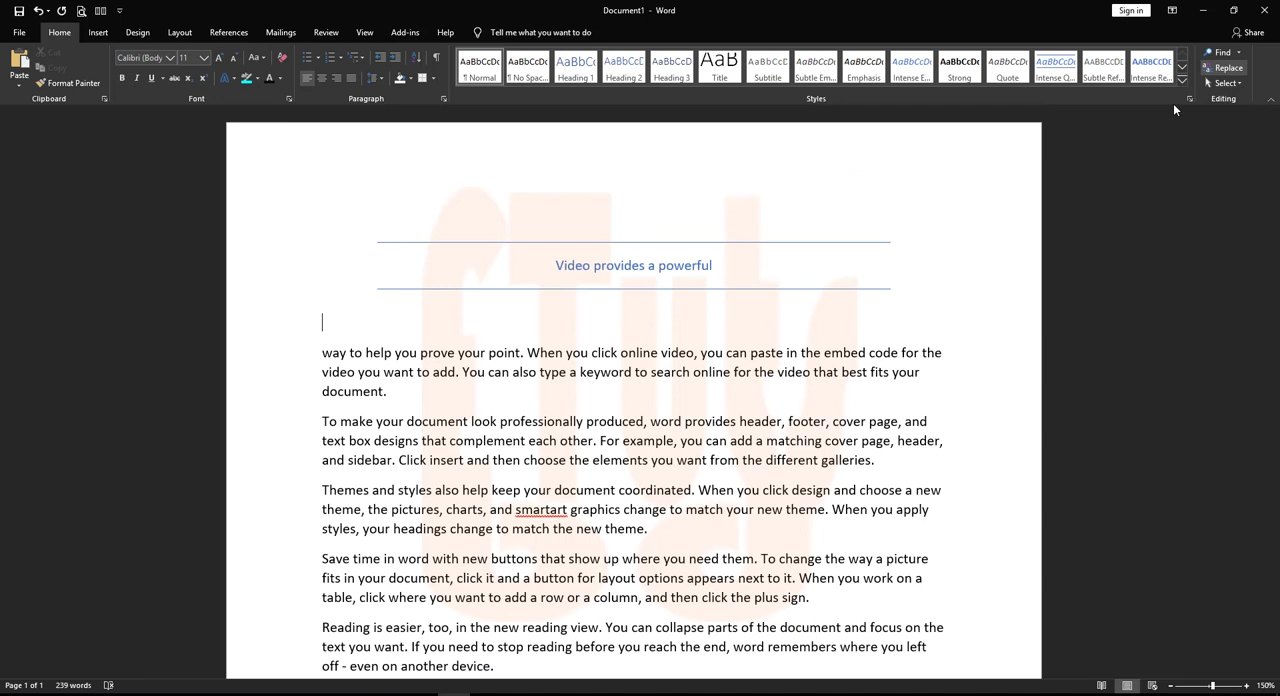 Document1 - Word
Sign in
File Home Insert Design Layout References Mailings Review View Add-ins Help Tell me what you want to do Share
Paste
Cut
Copy
Format Painter
Clipboard
Calibri (Body 11
Aa
B I U abc x x A A
Font
Paragraph
AaBbCcDc AaBbCcDc AaBbCc AaBbCcD AaBbCcD AaB AaBbCcD AaBbCcDc AaBbCcDc AaBbCcDc AaBbCcDc AaBbCcDc AaBbCcDc AABBCCDC AABBCCDC
¶ Normal ¶ No Spac... Heading 1 Heading 2 Heading 3 Title Subtitle Subtle Em... Emphasis Intense E... Strong Quote Intense Q... Subtle Ref... Intense Re...
Styles
Find
Replace
Select
Editing
Video provides a powerful
way to help you prove your point. When you click online video, you can paste in the embed code for the
video you want to add. You can also type a keyword to search online for the video that best fits your
document.
To make your document look professionally produced, word provides header, footer, cover page, and
text box designs that complement each other. For example, you can add a matching cover page, header,
and sidebar. Click insert and then choose the elements you want from the different galleries.
Themes and styles also help keep your document coordinated. When you click design and choose a new
theme, the pictures, charts, and smartart graphics change to match your new theme. When you apply
styles, your headings change to match the new theme.
Save time in word with new buttons that show up where you need them. To change the way a picture
fits in your document, click it and a button for layout options appears next to it. When you work on a
table, click where you want to add a row or a column, and then click the plus sign.
Reading is easier, too, in the new reading view. You can collapse parts of the document and focus on the
text you want. If you need to stop reading before you reach the end, word remembers where you left
off - even on another device.
Page 1 of 1 239 words
150%